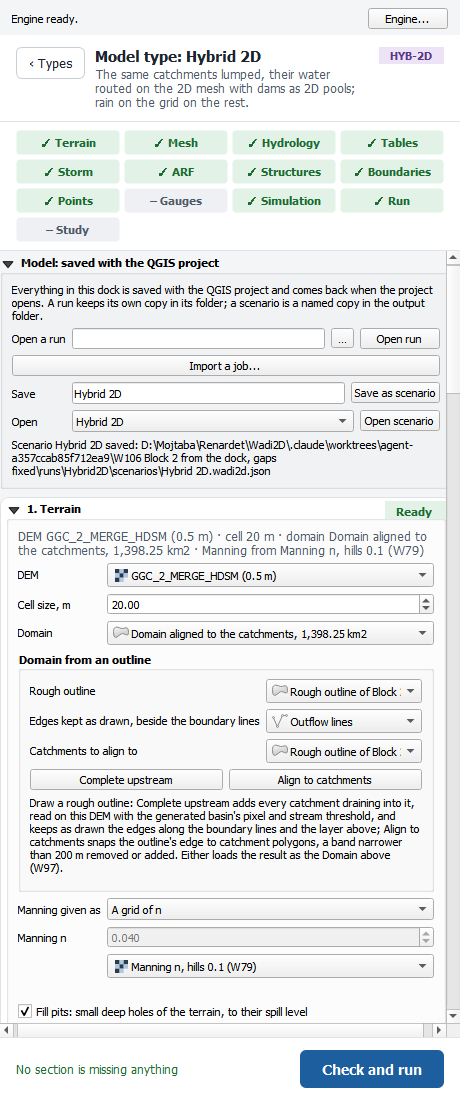 Engine ready.
Engine...
‹ Types
Model type: Hybrid 2D
HYB-2D
The same catchments lumped, their water
routed on the 2D mesh with dams as 2D pools;
rain on the grid on the rest.
✓ Terrain
✓ Mesh
✓ Hydrology
✓ Tables
✓ Storm
✓ ARF
✓ Structures
✓ Boundaries
✓ Points
– Gauges
✓ Simulation
✓ Run
– Study
Model: saved with the QGIS project
Everything in this dock is saved with the QGIS project and comes back when the project
opens. A run keeps its own copy in its folder; a scenario is a named copy in the output
folder.
Open a run
...
Open run
Import a job...
Save
Hybrid 2D
Save as scenario
Open
Hybrid 2D
Open scenario
Scenario Hybrid 2D saved: D:\Mojtaba\Renardet\Wadi2D\.claude\worktrees\agent-
a357ccab85f712ea9\W106 Block 2 from the dock, gaps
fixed\runs\Hybrid2D\scenarios\Hybrid 2D.wadi2d.json
1. Terrain
Ready
DEM GGC_2_MERGE_HDSM (0.5 m) · cell 20 m · domain Domain aligned to
the catchments, 1,398.25 km2 · Manning from Manning n, hills 0.1 (W79)
DEM
GGC_2_MERGE_HDSM (0.5 m)
Cell size, m
20.00
Domain
Domain aligned to the catchments, 1,398.25 km2
Domain from an outline
Rough outline
Rough outline of Block
Edges kept as drawn, beside the boundary lines
Outflow lines
Catchments to align to
Rough outline of Block
Complete upstream
Align to catchments
Draw a rough outline: Complete upstream adds every catchment draining into it,
read on this DEM with the generated basin's pixel and stream threshold, and
keeps as drawn the edges along the boundary lines and the layer above; Align to
catchments snaps the outline's edge to catchment polygons, a band narrower
than 200 m removed or added. Either loads the result as the Domain above
(W97).
Manning given as
A grid of n
Manning n
0.040
Manning n, hills 0.1 (W79)
Fill pits: small deep holes of the terrain, to their spill level
No section is missing anything
Check and run